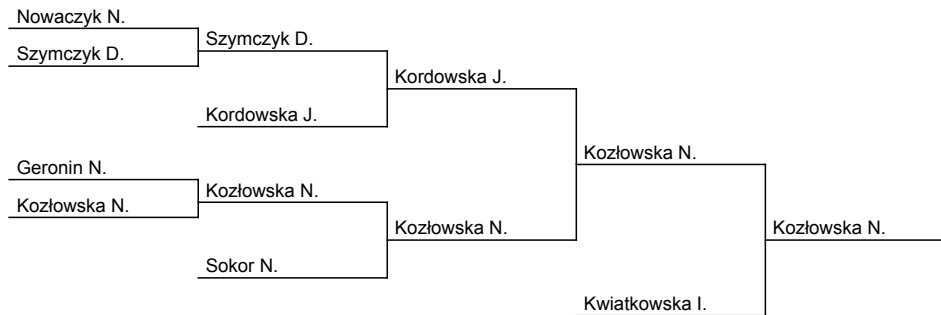 Nowaczyk N.
Szymczyk D.
Szymczyk D.
Kordowska J.
Kordowska J.
Geronin N.
Kozłowska N.
Kozłowska N.
Kozłowska N.
Kozłowska N.
Kozłowska N.
Sokor N.
Kwiatkowska I.